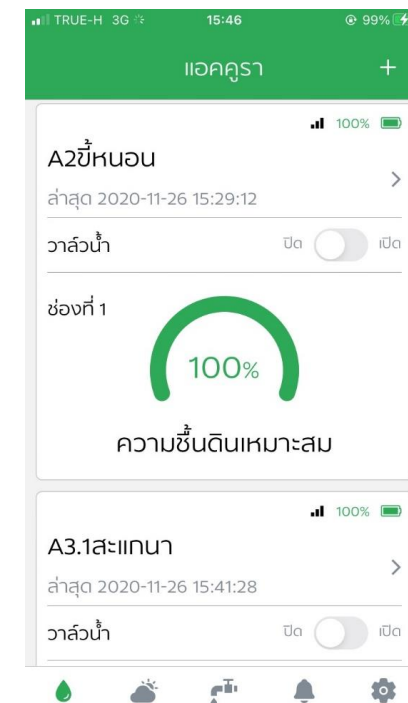 TRUE-H 3G 15:46 99%
แอคคูรา +
100%
A2ขี้หนอน
ล่าสุด 2020-11-26 15:29:12
วาล์วน้ำ ปิด เปิด
ช่องที่ 1
100%
ความชื้นดินเหมาะสม
100%
A3.1สะแกนา
ล่าสุด 2020-11-26 15:41:28
วาล์วน้ำ ปิด เปิด